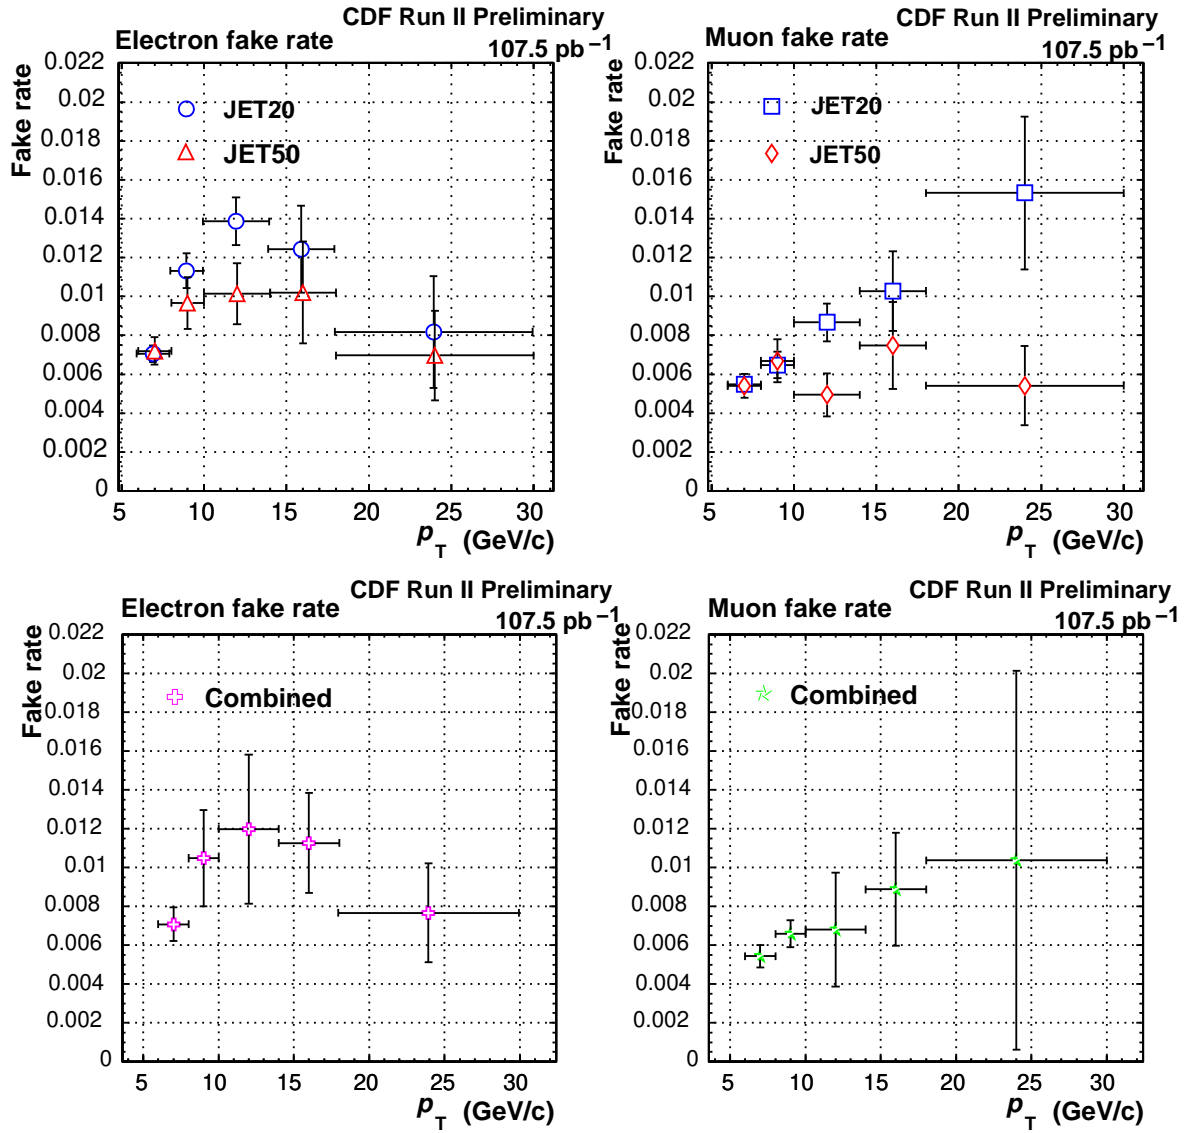 CDF Run II Preliminary
Electron fake rate
107.5 pb−1
Fake rate
0.022
0.02
0.018
0.016
0.014
0.012
0.01
0.008
0.006
0.004
0.002
0
JET20
JET50
5 10 15 20 25 30
pT (GeV/c)
CDF Run II Preliminary
Muon fake rate
107.5 pb−1
Fake rate
0.022
0.02
0.018
0.016
0.014
0.012
0.01
0.008
0.006
0.004
0.002
0
JET20
JET50
5 10 15 20 25 30
pT (GeV/c)
CDF Run II Preliminary
Electron fake rate
107.5 pb−1
Fake rate
0.022
0.02
0.018
0.016
0.014
0.012
0.01
0.008
0.006
0.004
0.002
0
Combined
5 10 15 20 25 30
pT (GeV/c)
CDF Run II Preliminary
Muon fake rate
107.5 pb−1
Fake rate
0.022
0.02
0.018
0.016
0.014
0.012
0.01
0.008
0.006
0.004
0.002
0
Combined
5 10 15 20 25 30
pT (GeV/c)